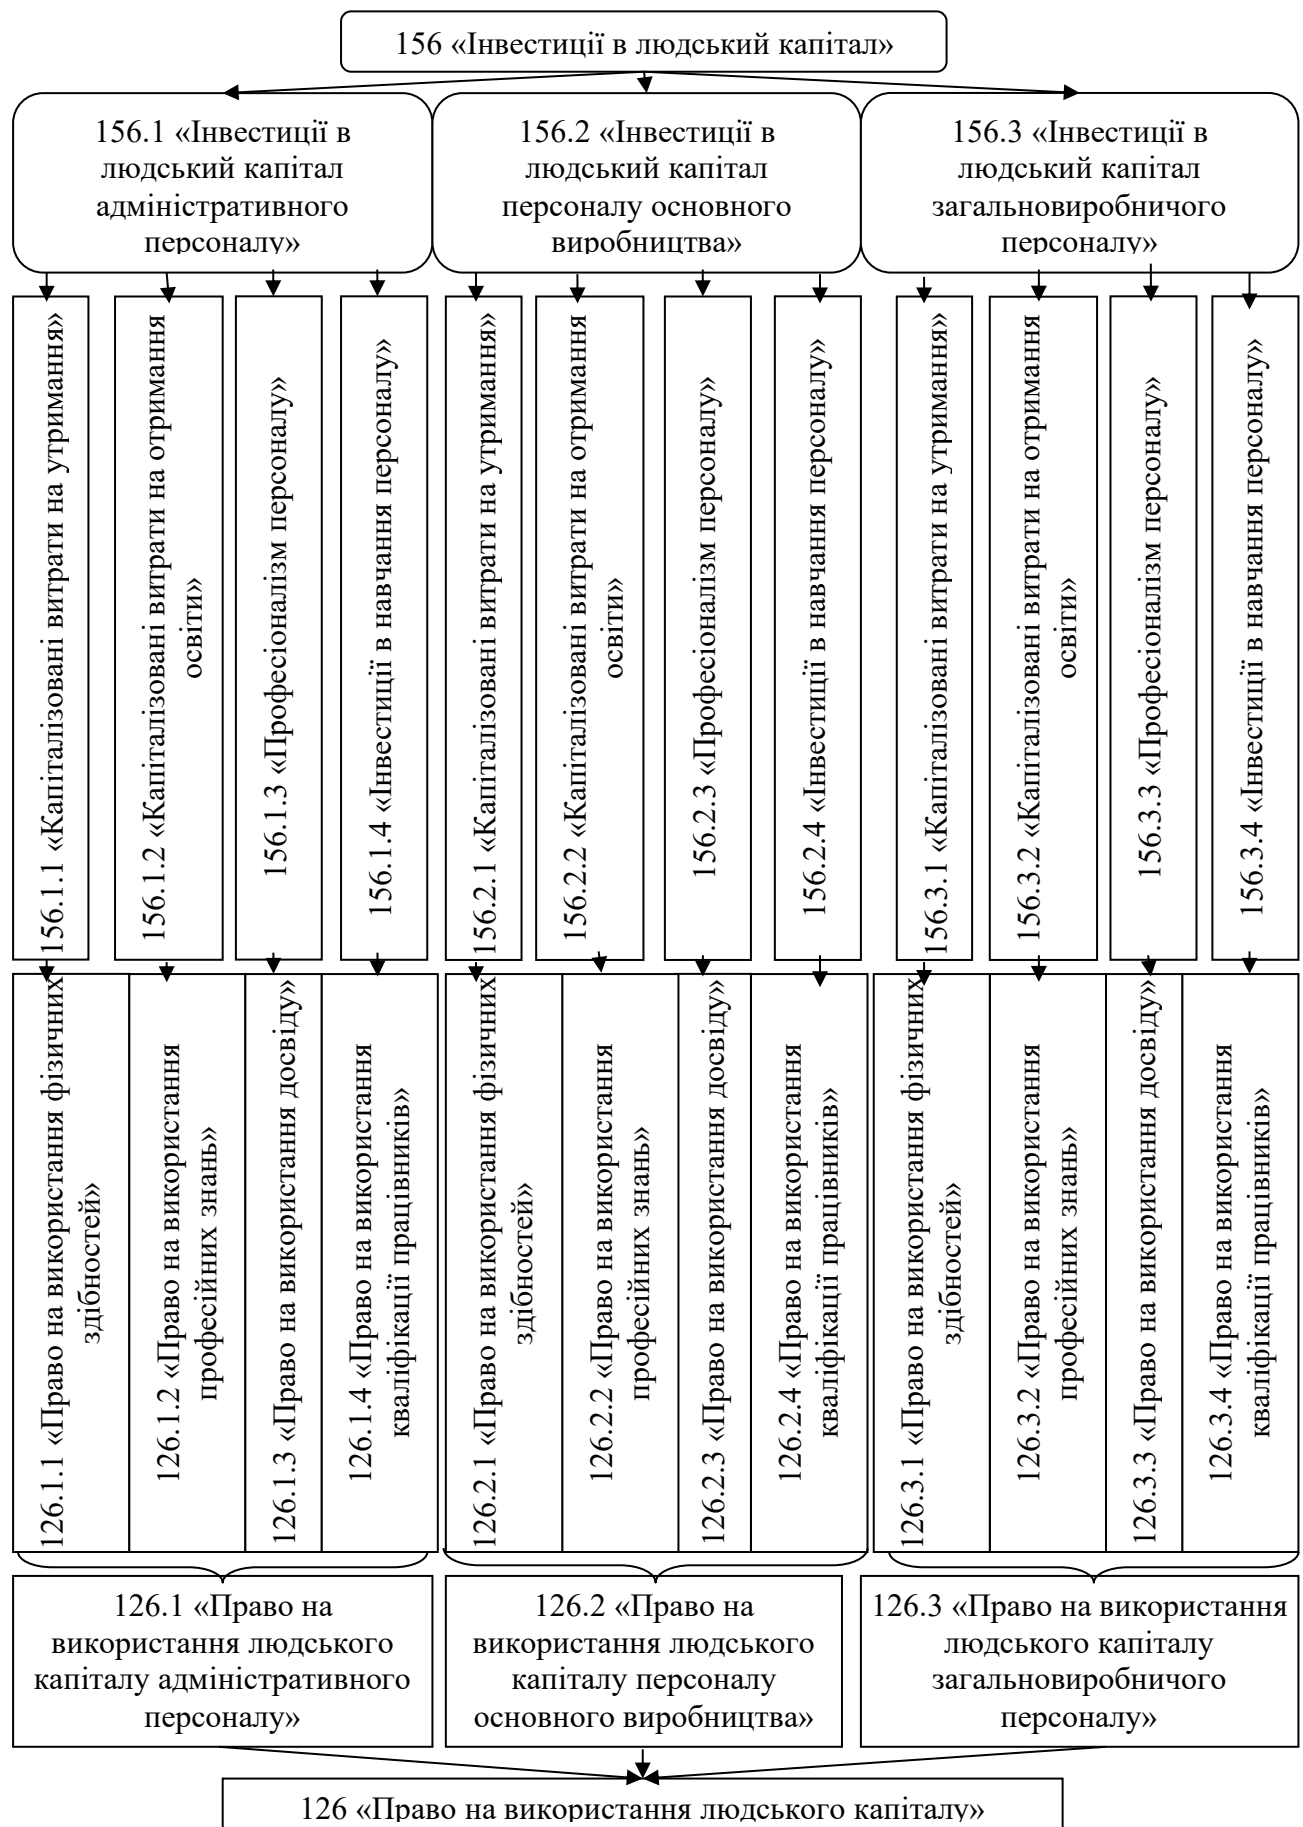 156 «Інвестиції в людський капітал»
156.1 «Інвестиції в
людський капітал
адміністративного
персоналу»
156.2 «Інвестиції в
людський капітал
персоналу основного
виробництва»
156.3 «Інвестиції в
людський капітал
загальновиробничого
персоналу»
156.1.1 «Капіталізовані витрати на утримання»
156.1.2 «Капіталізовані витрати на отримання
освіти»
156.1.3 «Професіоналізм персоналу»
156.1.4 «Інвестиції в навчання персоналу»
156.2.1 «Капіталізовані витрати на утримання»
156.2.2 «Капіталізовані витрати на отримання
освіти»
156.2.3 «Професіоналізм персоналу»
156.2.4 «Інвестиції в навчання персоналу»
156.3.1 «Капіталізовані витрати на утримання»
156.3.2 «Капіталізовані витрати на отримання
освіти»
156.3.3 «Професіоналізм персоналу»
156.3.4 «Інвестиції в навчання персоналу»
126.1.1 «Право на використання фізичних
здібностей»
126.1.2 «Право на використання
професійних знань»
126.1.3 «Право на використання досвіду»
126.1.4 «Право на використання
кваліфікації працівників»
126.2.1 «Право на використання фізичних
здібностей»
126.2.2 «Право на використання
професійних знань»
126.2.3 «Право на використання досвіду»
126.2.4 «Право на використання
кваліфікації працівників»
126.3.1 «Право на використання фізичних
здібностей»
126.3.2 «Право на використання
професійних знань»
126.3.3 «Право на використання досвіду»
126.3.4 «Право на використання
кваліфікації працівників»
126.1 «Право на
використання людського
капіталу адміністративного
персоналу»
126.2 «Право на
використання людського
капіталу персоналу
основного виробництва»
126.3 «Право на використання
людського капіталу
загальновиробничого
персоналу»
126 «Право на використання людського капіталу»